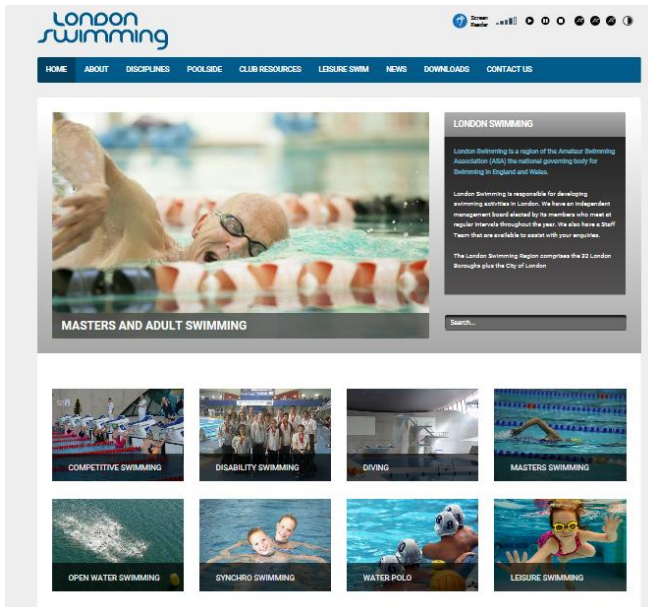 LONDON
SWIMMING
Screen
Reader
HOME ABOUT DISCIPLINES POOLSIDE CLUB RESOURCES LEISURE SWIM NEWS DOWNLOADS CONTACT US
MASTERS AND ADULT SWIMMING
LONDON SWIMMING
London Swimming is a region of the Amateur Swimming
Association (ASA) the national governing body for
Swimming in England and Wales.
London Swimming is responsible for developing
swimming activities in London. We have an independent
management board elected by its members who meet at
regular intervals throughout the year. We also have a Staff
Team that are available to assist with your enquiries.
The London Swimming Region comprises the 32 London
Boroughs plus the City of London
Search...
COMPETITIVE SWIMMING
DISABILITY SWIMMING
DIVING
MASTERS SWIMMING
OPEN WATER SWIMMING
SYNCHRO SWIMMING
WATER POLO
LEISURE SWIMMING